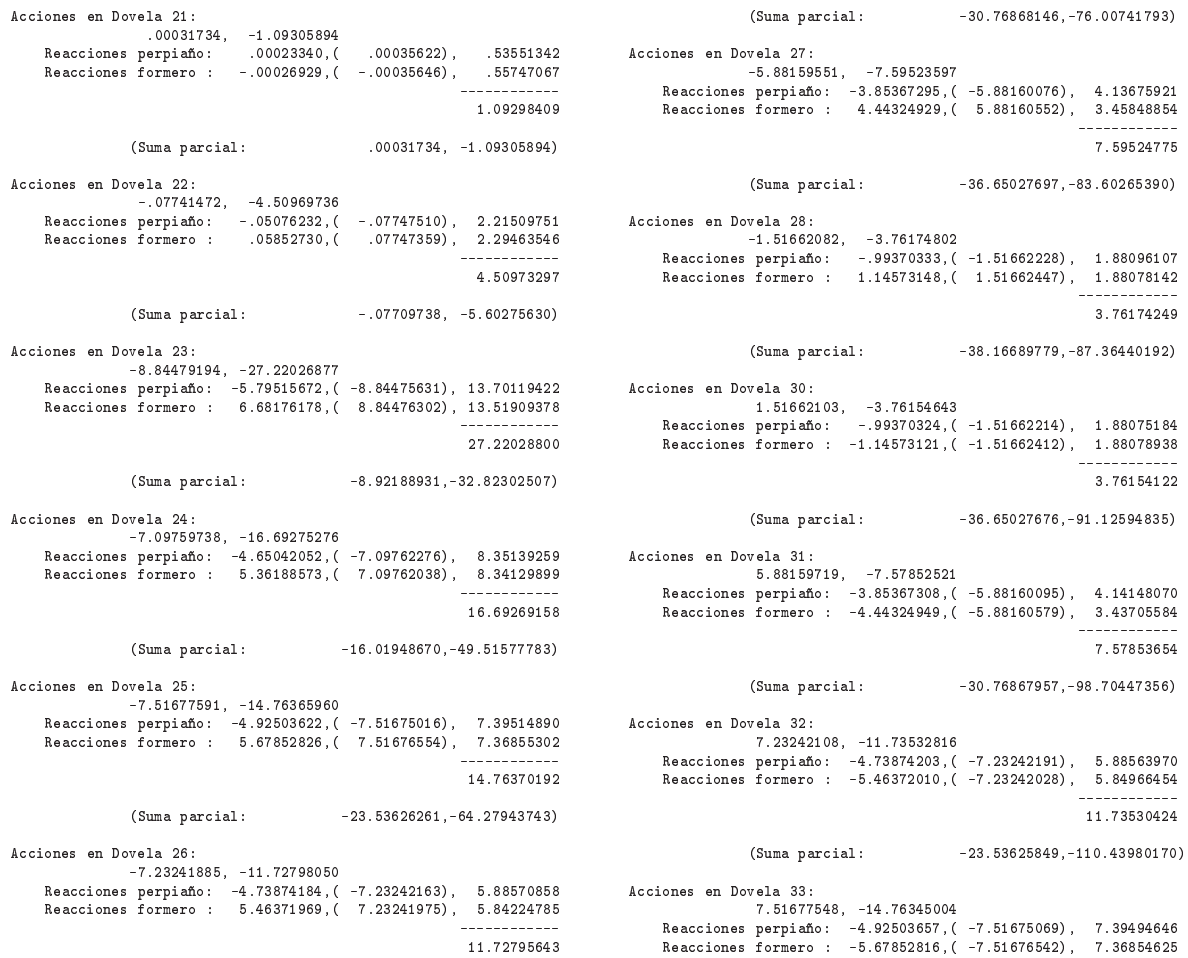 Acciones en Dovela 21:
.00031734, -1.09305894
Reacciones perpiaño: .00023340,( .00035622), .53551342
Reacciones formero : -.00026929,( -.00035646), .55747067
------------
1.09298409
(Suma parcial: .00031734, -1.09305894)
Acciones en Dovela 22:
-.07741472, -4.50969736
Reacciones perpiaño: -.05076232,( -.07747510), 2.21509751
Reacciones formero : .05852730,( .07747359), 2.29463546
------------
4.50973297
(Suma parcial: -.07709738, -5.60275630)
Acciones en Dovela 23:
-8.84479194, -27.22026877
Reacciones perpiaño: -5.79515672,( -8.84475631), 13.70119422
Reacciones formero : 6.68176178,( 8.84476302), 13.51909378
------------
27.22028800
(Suma parcial: -8.92188931,-32.82302507)
Acciones en Dovela 24:
-7.09759738, -16.69275276
Reacciones perpiaño: -4.65042052,( -7.09762276), 8.35139259
Reacciones formero : 5.36188573,( 7.09762038), 8.34129899
------------
16.69269158
(Suma parcial: -16.01948670,-49.51577783)
Acciones en Dovela 25:
-7.51677591, -14.76365960
Reacciones perpiaño: -4.92503622,( -7.51675016), 7.39514890
Reacciones formero : 5.67852826,( 7.51676554), 7.36855302
------------
14.76370192
(Suma parcial: -23.53626261,-64.27943743)
Acciones en Dovela 26:
-7.23241885, -11.72798050
Reacciones perpiaño: -4.73874184,( -7.23242163), 5.88570858
Reacciones formero : 5.46371969,( 7.23241975), 5.84224785
------------
11.72795643
(Suma parcial: -30.76868146,-76.00741793)
Acciones en Dovela 27:
-5.88159551, -7.59523597
Reacciones perpiaño: -3.85367295,( -5.88160076), 4.13675921
Reacciones formero : 4.44324929,( 5.88160552), 3.45848854
------------
7.59524775
(Suma parcial: -36.65027697,-83.60265390)
Acciones en Dovela 28:
-1.51662082, -3.76174802
Reacciones perpiaño: -.99370333,( -1.51662228), 1.88096107
Reacciones formero : 1.14573148,( 1.51662447), 1.88078142
------------
3.76174249
(Suma parcial: -38.16689779,-87.36440192)
Acciones en Dovela 30:
1.51662103, -3.76154643
Reacciones perpiaño: -.99370324,( -1.51662214), 1.88075184
Reacciones formero : -1.14573121,( -1.51662412), 1.88078938
------------
3.76154122
(Suma parcial: -36.65027676,-91.12594835)
Acciones en Dovela 31:
5.88159719, -7.57852521
Reacciones perpiaño: -3.85367308,( -5.88160095), 4.14148070
Reacciones formero : -4.44324949,( -5.88160579), 3.43705584
------------
7.57853654
(Suma parcial: -30.76867957,-98.70447356)
Acciones en Dovela 32:
7.23242108, -11.73532816
Reacciones perpiaño: -4.73874203,( -7.23242191), 5.88563970
Reacciones formero : -5.46372010,( -7.23242028), 5.84966454
------------
11.73530424
(Suma parcial: -23.53625849,-110.43980170)
Acciones en Dovela 33:
7.51677548, -14.76345004
Reacciones perpiaño: -4.92503657,( -7.51675069), 7.39494646
Reacciones formero : -5.67852816,( -7.51676542), 7.36854625